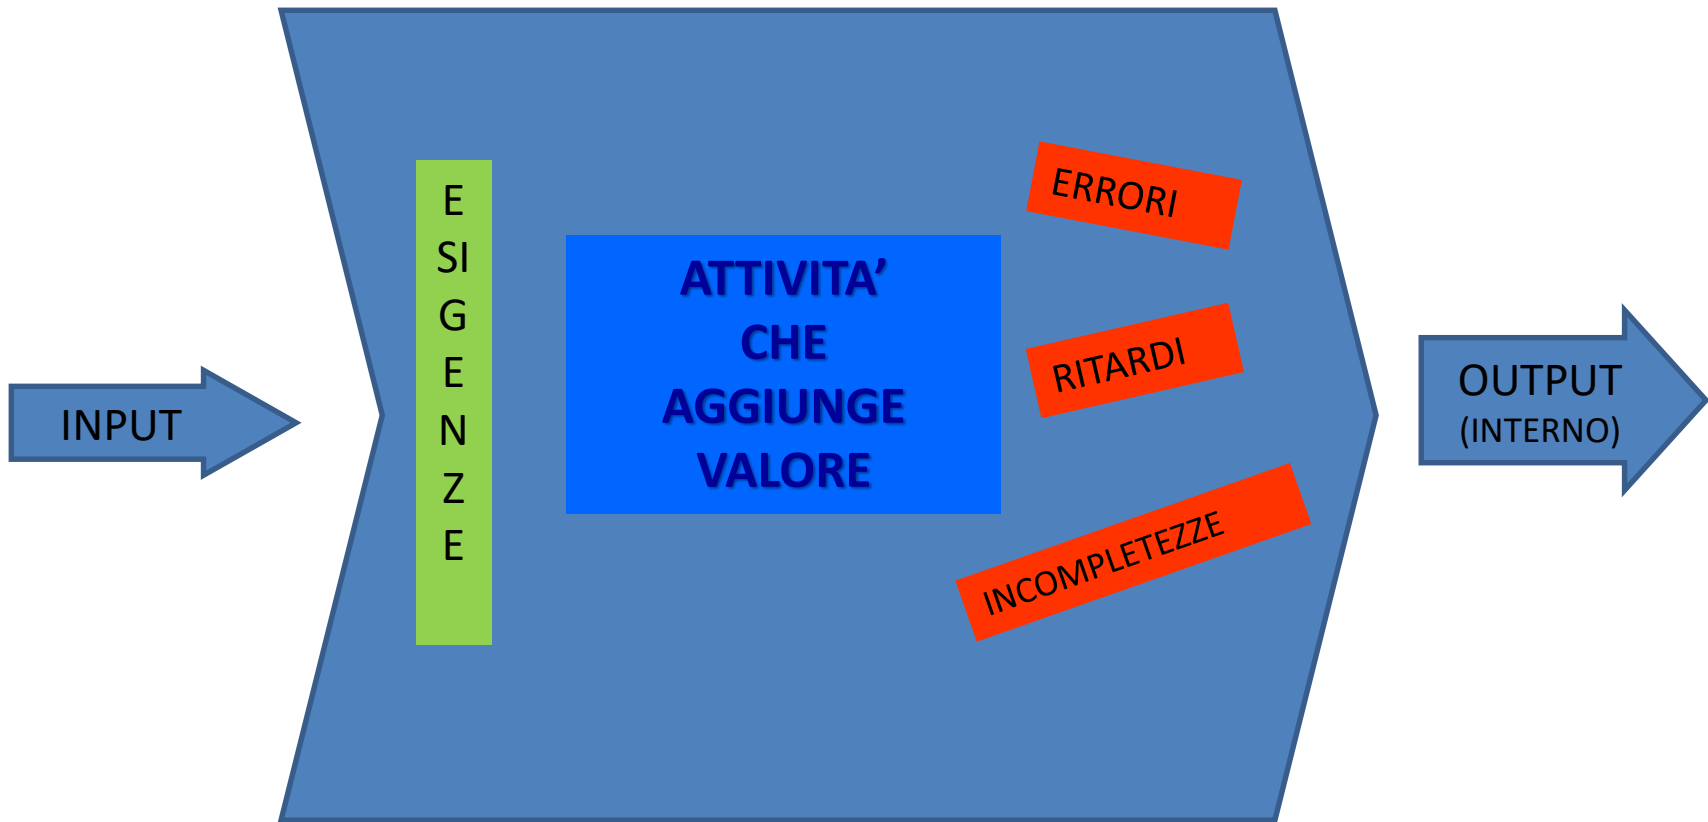 INPUT
E
SI
G
E
N
Z
E
ATTIVITA’
CHE
AGGIUNGE
VALORE
ERRORI
RITARDI
INCOMPLETEZZE
OUTPUT
(INTERNO)